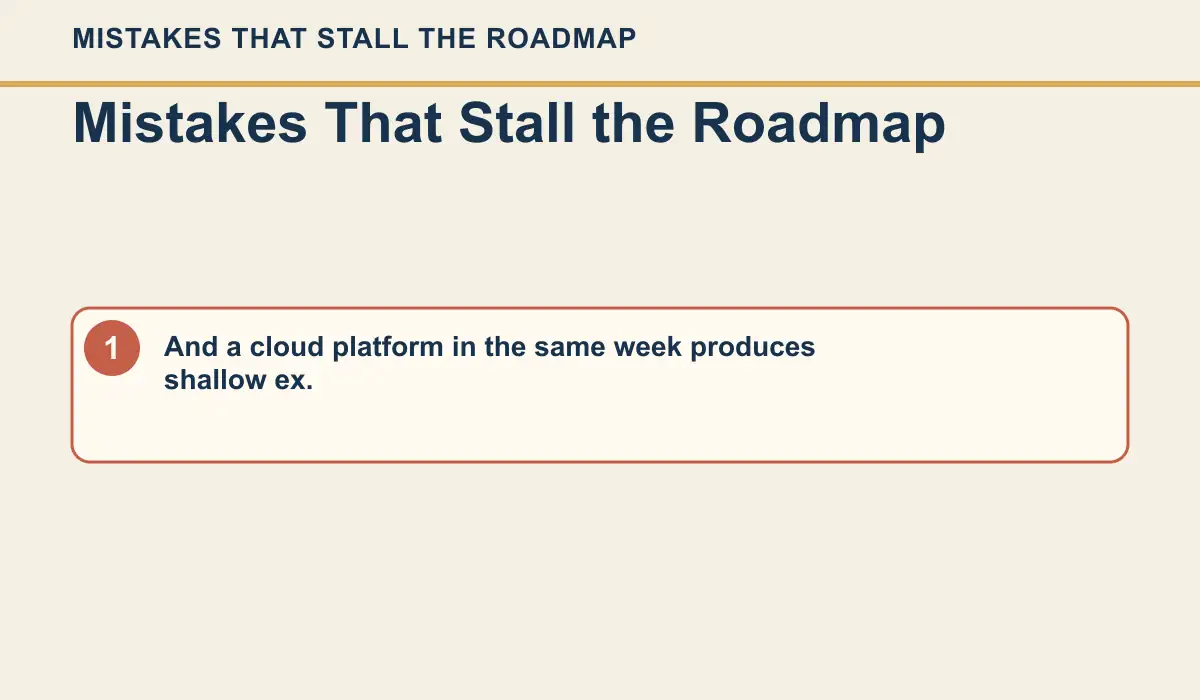 MISTAKES THAT STALL THE ROADMAP
Mistakes That Stall the Roadmap
1
And a cloud platform in the same week produces
shallow ex.